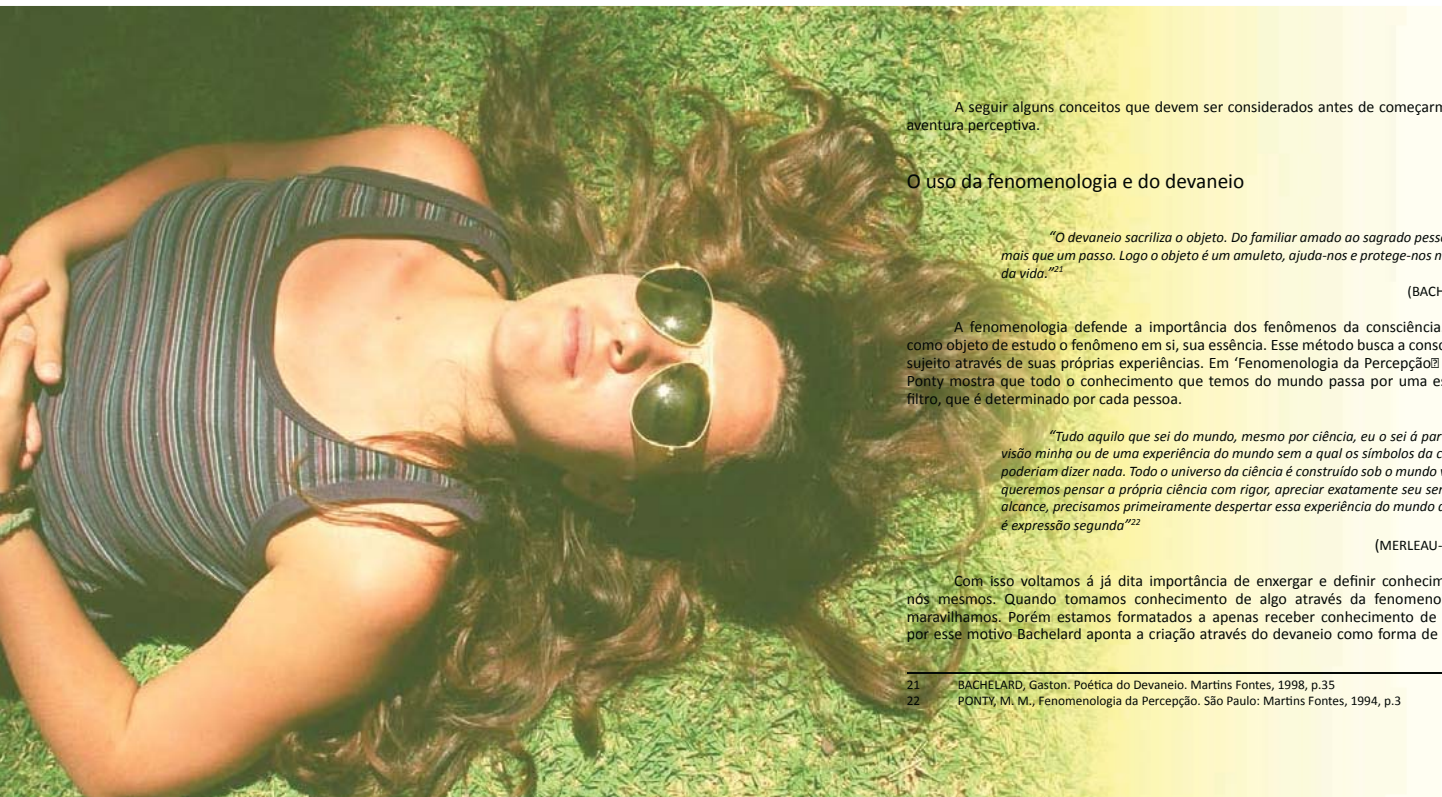 A seguir alguns conceitos que devem ser considerados antes de começarm
aventura perceptiva.
O uso da fenomenologia e do devaneio
"O devaneio sacriliza o objeto. Do familiar amado ao sagrado pesso
mais que um passo. Logo o objeto é um amuleto, ajuda-nos e protege-nos n
da vida."21
(BACH
A fenomenologia defende a importância dos fenômenos da consciência
como objeto de estudo o fenômeno em si, sua essência. Esse método busca a consc
sujeito através de suas próprias experiências. Em ‘Fenomenologia da Percepção
Ponty mostra que todo o conhecimento que temos do mundo passa por uma es
filtro, que é determinado por cada pessoa.
"Tudo aquilo que sei do mundo, mesmo por ciência, eu o sei á par
visão minha ou de uma experiência do mundo sem a qual os símbolos da c
poderiam dizer nada. Todo o universo da ciência é construído sob o mundo v
queremos pensar a própria ciência com rigor, apreciar exatamente seu sen
alcance, precisamos primeiramente despertar essa experiência do mundo d
é expressão segunda"22
(MERLEAU-
Com isso voltamos á já dita importância de enxergar e definir conhecim
nós mesmos. Quando tomamos conhecimento de algo através da fenomeno
maravilhamos. Porém estamos formatados a apenas receber conhecimento de
por esse motivo Bachelard aponta a criação através do devaneio como forma de
21 BACHELARD, Gaston. Poética do Devaneio. Martins Fontes, 1998, p.35
22 PONTY, M. M., Fenomenologia da Percepção. São Paulo: Martins Fontes, 1994, p.3